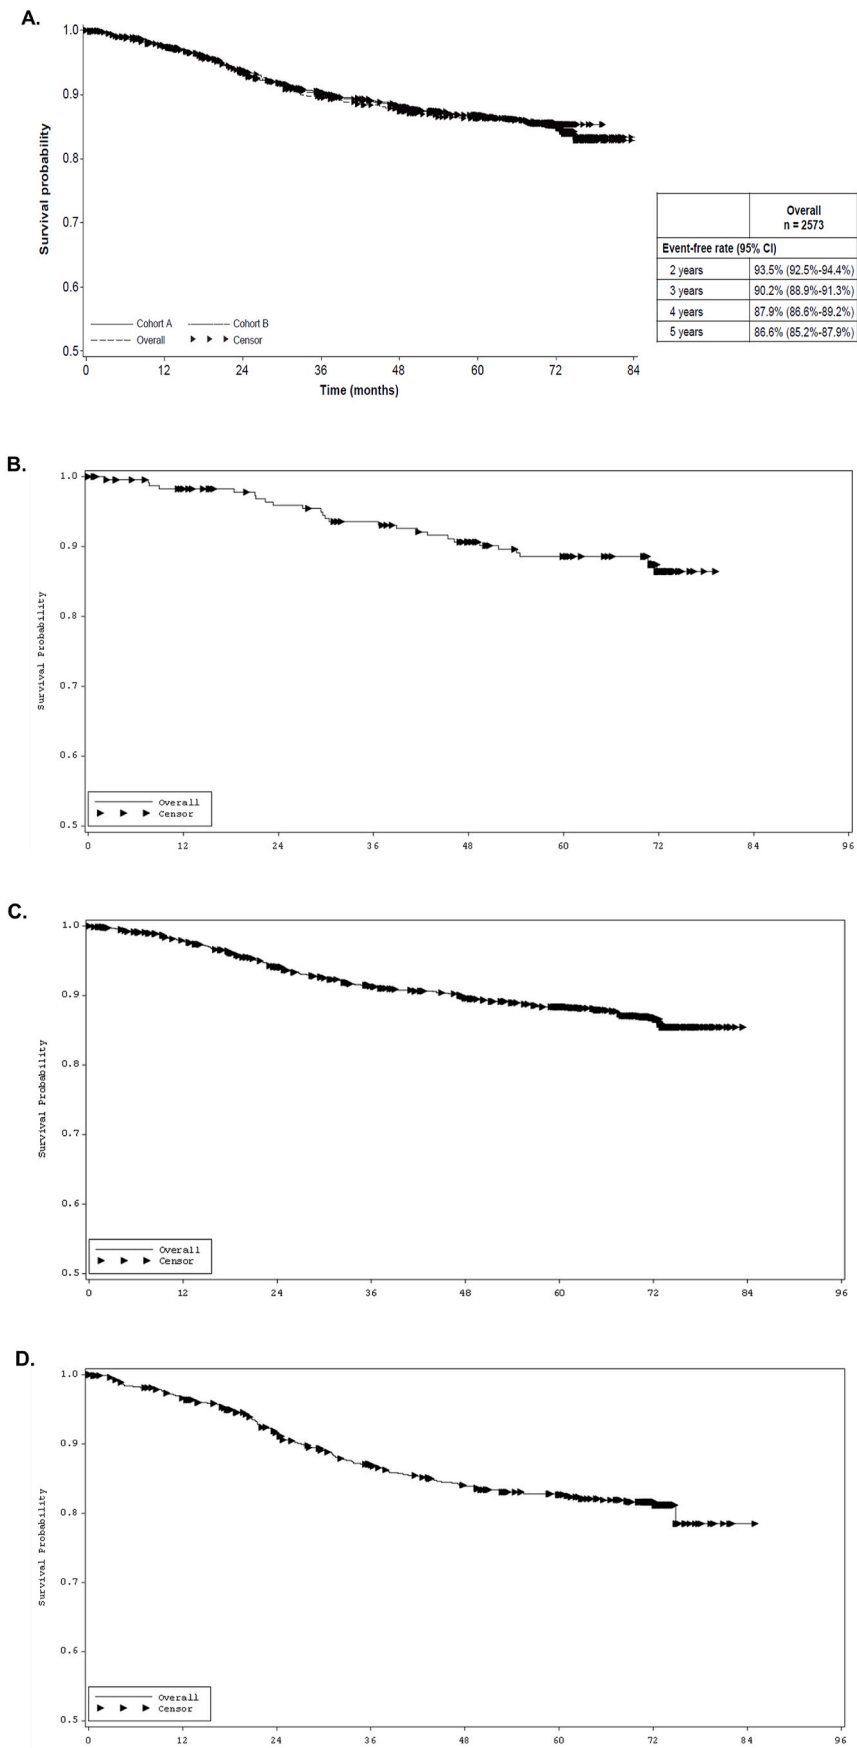 A.
1.0
0.9
0.8
0.7
0.6
0.5
Survival probability
Cohort A Cohort B
Overall Censor
0 12 24 36 48 60 72 84
Time (months)
Overall
n = 2573
Event-free rate (95% CI)
2 years 93.5% (92.5%-94.4%)
3 years 90.2% (88.9%-91.3%)
4 years 87.9% (86.6%-89.2%)
5 years 86.6% (85.2%-87.9%)
B.
1.0
0.9
0.8
0.7
0.6
0.5
Survival Probability
Overall
Censor
0 12 24 36 48 60 72 84 96
C.
1.0
0.9
0.8
0.7
0.6
0.5
Survival Probability
Overall
Censor
0 12 24 36 48 60 72 84 96
D.
1.0
0.9
0.8
0.7
0.6
0.5
Survival Probability
Overall
Censor
0 12 24 36 48 60 72 84 96